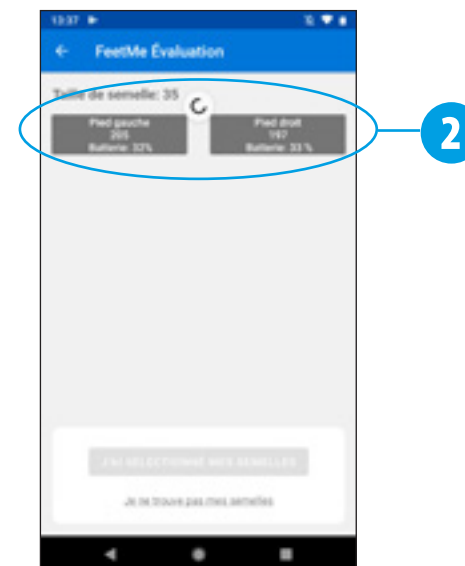 13:37
FeetMe Évaluation
Taille de semelle: 35
Pied gauche
205
Batterie: 32%
Pied droit
197
Batterie: 33 %
2
J'AI SÉLECTIONNÉ MES SEMELLES
Je ne trouve pas mes semelles